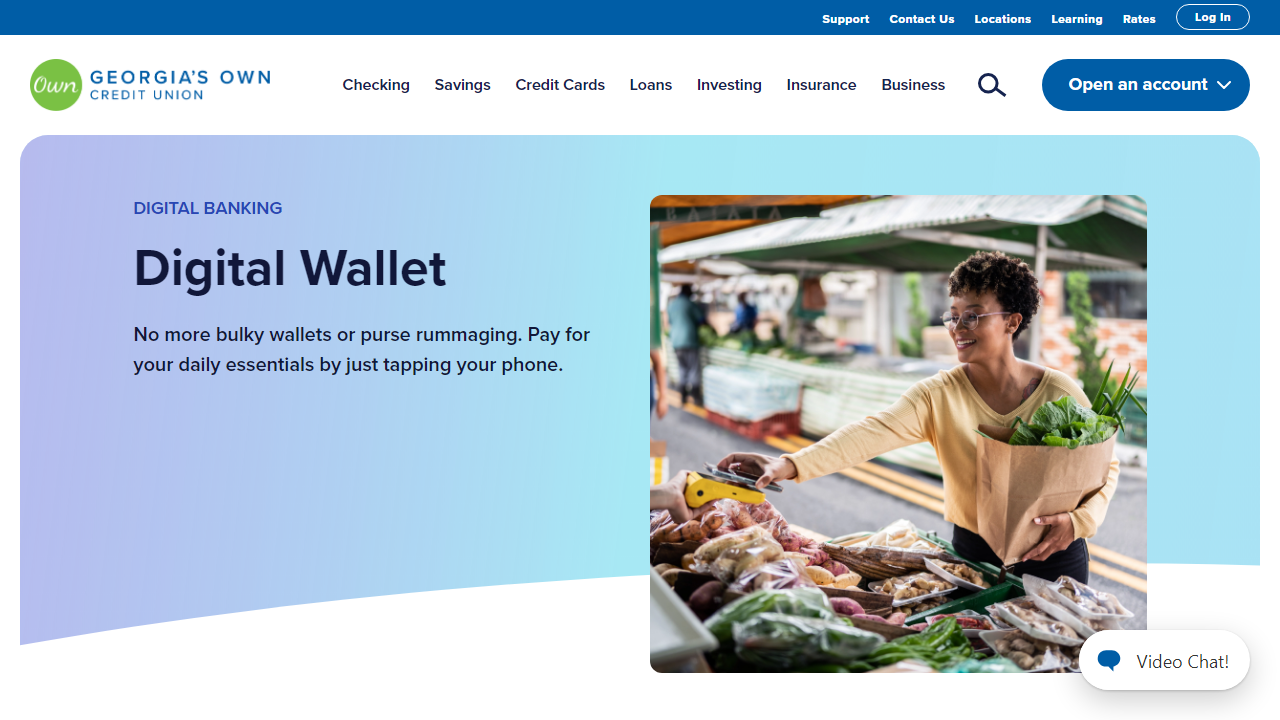 Support Contact Us Locations Learning Rates Log In
Own GEORGIA'S OWN
CREDIT UNION
Checking Savings Credit Cards Loans Investing Insurance Business Open an account
DIGITAL BANKING
Digital Wallet
No more bulky wallets or purse rummaging. Pay for
your daily essentials by just tapping your phone.
Video Chat!